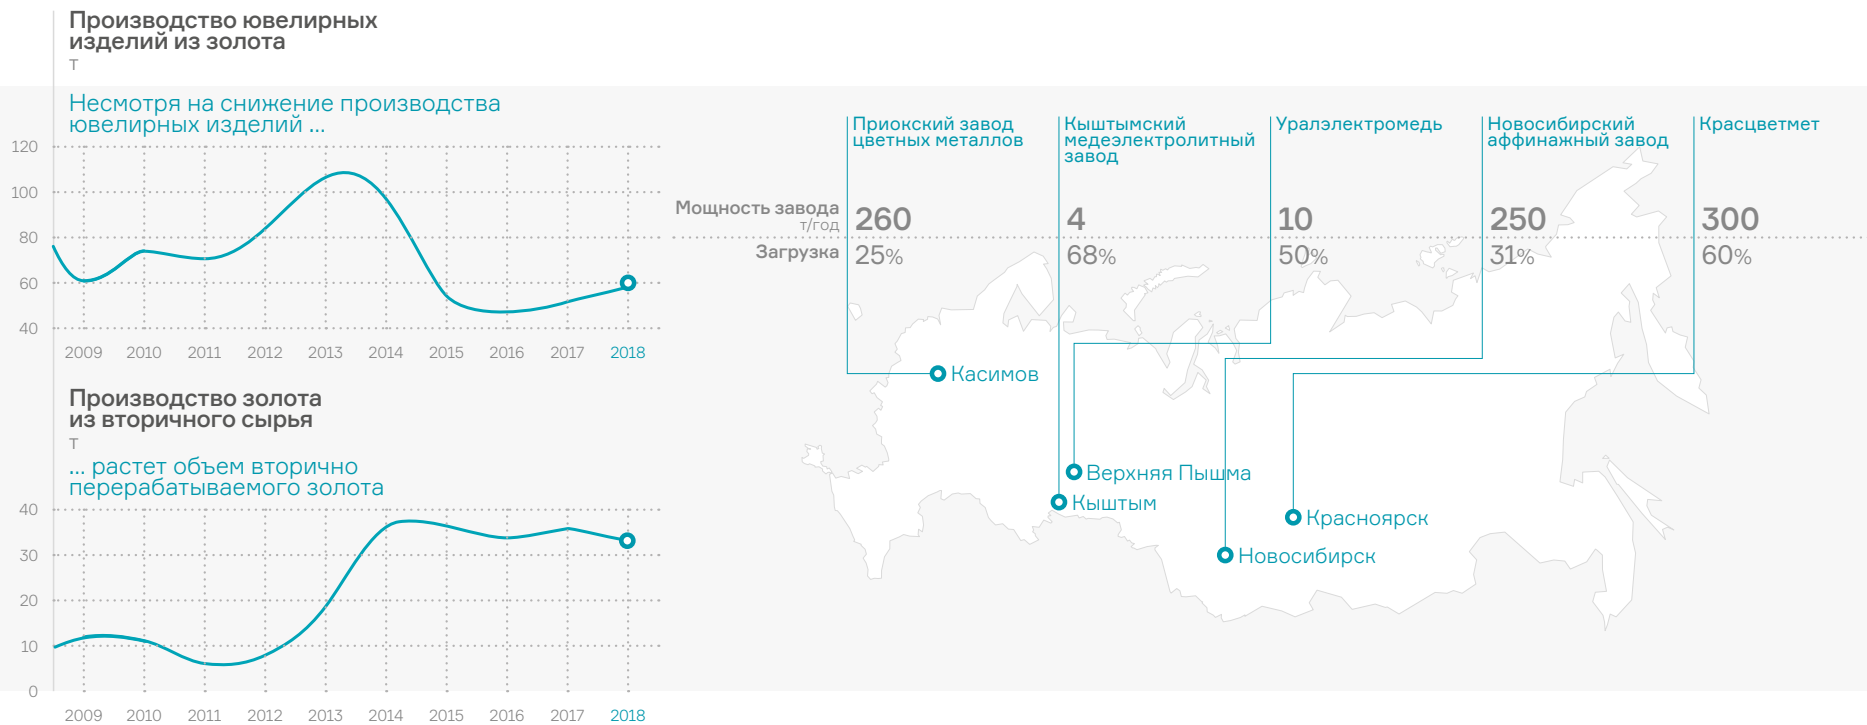 Производство ювелирных
изделий из золота
т
Несмотря на снижение производства
ювелирных изделий ...
120
100
80
60
40
2009 2010 2011 2012 2013 2014 2015 2016 2017 2018
Производство золота
из вторичного сырья
т
... растет объем вторично
перерабатываемого золота
40
30
20
10
0
2009 2010 2011 2012 2013 2014 2015 2016 2017 2018
Приокский завод
цветных металлов
Кыштымский
медеэлектролитный
завод
Уралэлектромедь
Новосибирский
аффинажный завод
Красцветмет
Мощность завода
т/год
260 4 10 250 300
Загрузка
25% 68% 50% 31% 60%
Касимов
Верхняя Пышма
Кыштым
Красноярск
Новосибирск